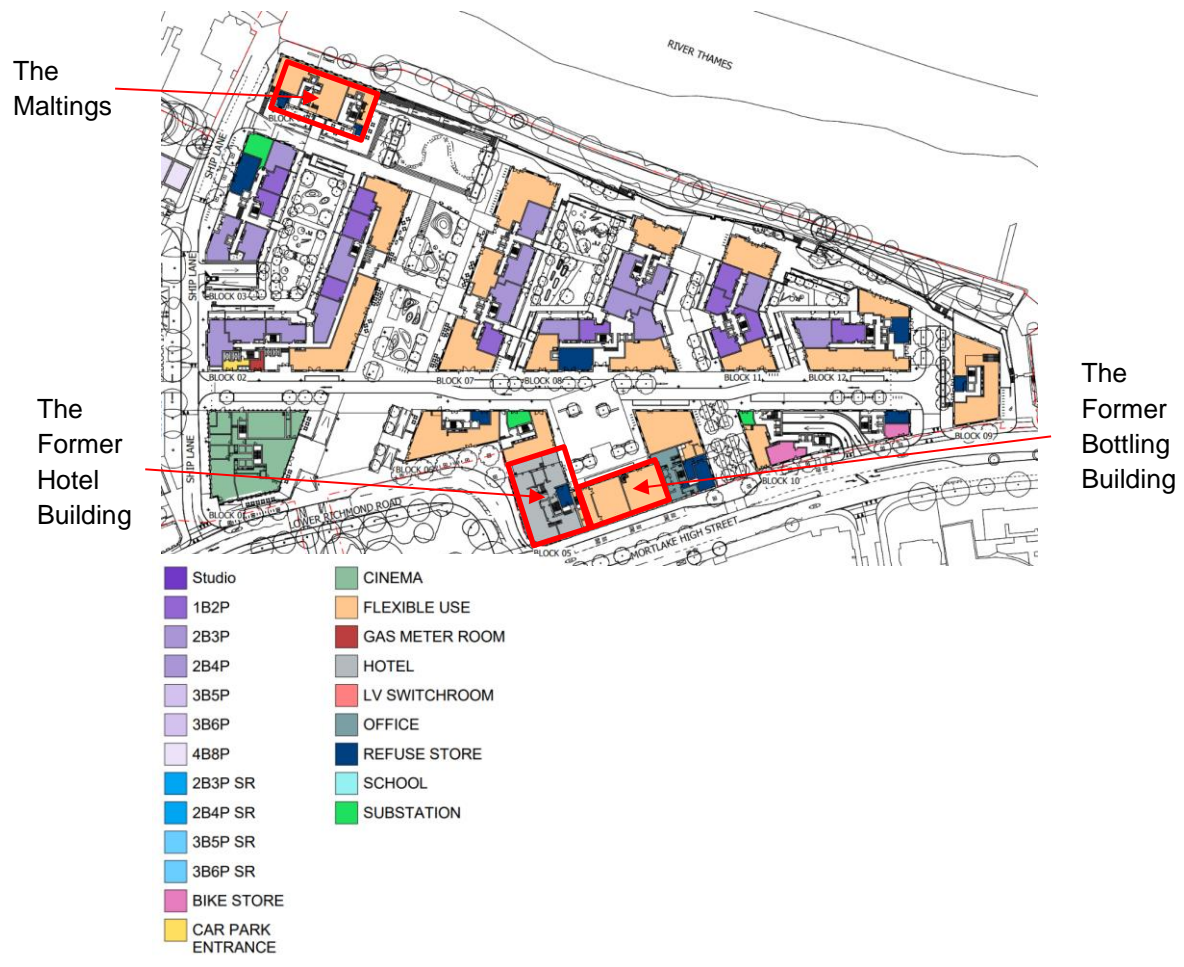 The
Maltings
RIVER THAMES
SHIP LANE
SHIP LANE
BLOCK 03
BLOCK 02
BLOCK 07
BLOCK 08
BLOCK 11
BLOCK 12
The
Former
Hotel
Building
The
Former
Bottling
Building
SHIP LANE
BLOCK 01
LOWER RICHMOND ROAD
BLOCK 06
BLOCK 05
MORTLAKE HIGH STREET
BLOCK 10
BLOCK 09
Studio
1B2P
2B3P
2B4P
3B5P
3B6P
4B8P
2B3P SR
2B4P SR
3B5P SR
3B6P SR
BIKE STORE
CAR PARK
ENTRANCE
CINEMA
FLEXIBLE USE
GAS METER ROOM
HOTEL
LV SWITCHROOM
OFFICE
REFUSE STORE
SCHOOL
SUBSTATION